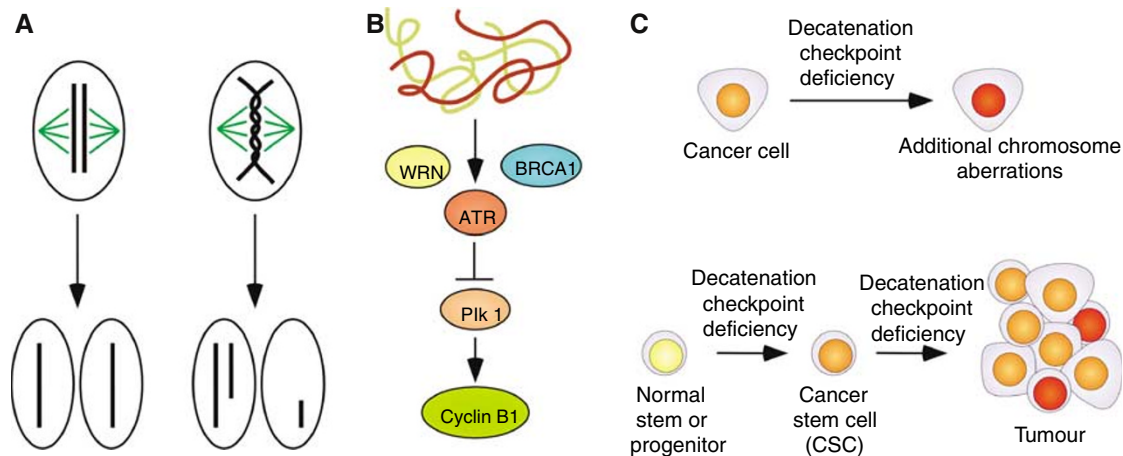 A
B
WRN
BRCA1
ATR
Plk 1
Cyclin B1
C
Decatenation
checkpoint
deficiency
Cancer cell
Additional chromosome
aberrations
Decatenation
checkpoint
deficiency
Decatenation
checkpoint
deficiency
Normal
stem or
progenitor
Cancer
stem cell
(CSC)
Tumour